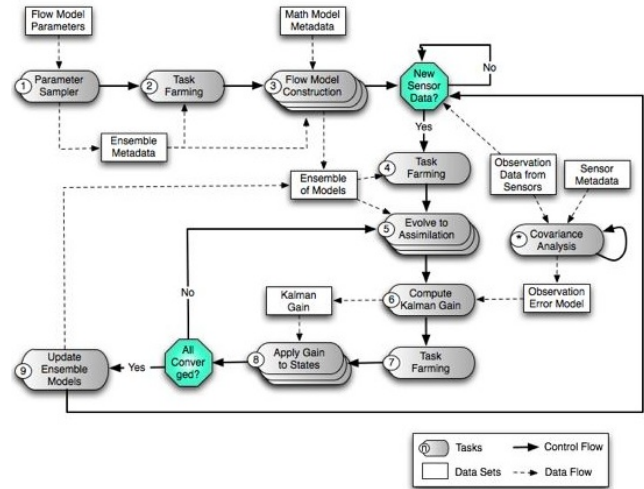 Flow Model
Parameters
Math Model
Metadata
1
Parameter
Sampler
2
Task
Farming
3
Flow Model
Construction
New
Sensor
Data?
No
Yes
Ensemble
Metadata
Ensemble
of Models
4
Task
Farming
Observation
Data from
Sensors
Sensor
Metadata
5
Evolve to
Assimilation
*
Covariance
Analysis
No
Kalman
Gain
6
Compute
Kalman Gain
Observation
Error Model
9
Update
Ensemble
Models
Yes
All
Conver
ged?
8
Apply Gain
to States
7
Task
Farming
n
Tasks
Control Flow
Data Sets
Data Flow